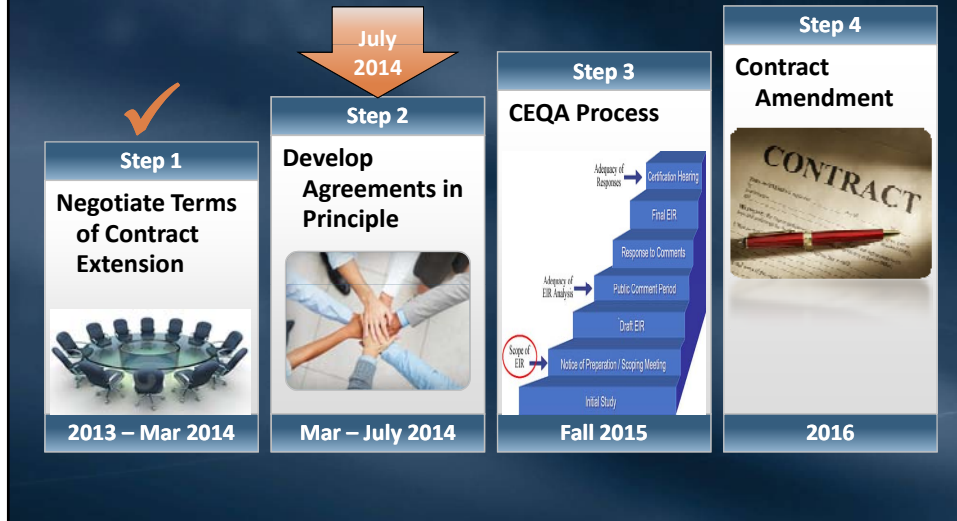 July
2014
Step 1
Negotiate Terms
of Contract
Extension
2013 – Mar 2014
Step 2
Develop
Agreements in
Principle
Mar – July 2014
Step 3
CEQA Process
Adequacy of
Responses
Certification Hearing
Final EIR
Response to Comments
Adequacy of
EIR Analysis
Public Comment Period
Draft EIR
Scope of
EIR
Notice of Preparation / Scoping Meeting
Initial Study
Fall 2015
Step 4
Contract
Amendment
CONTRACT
2016